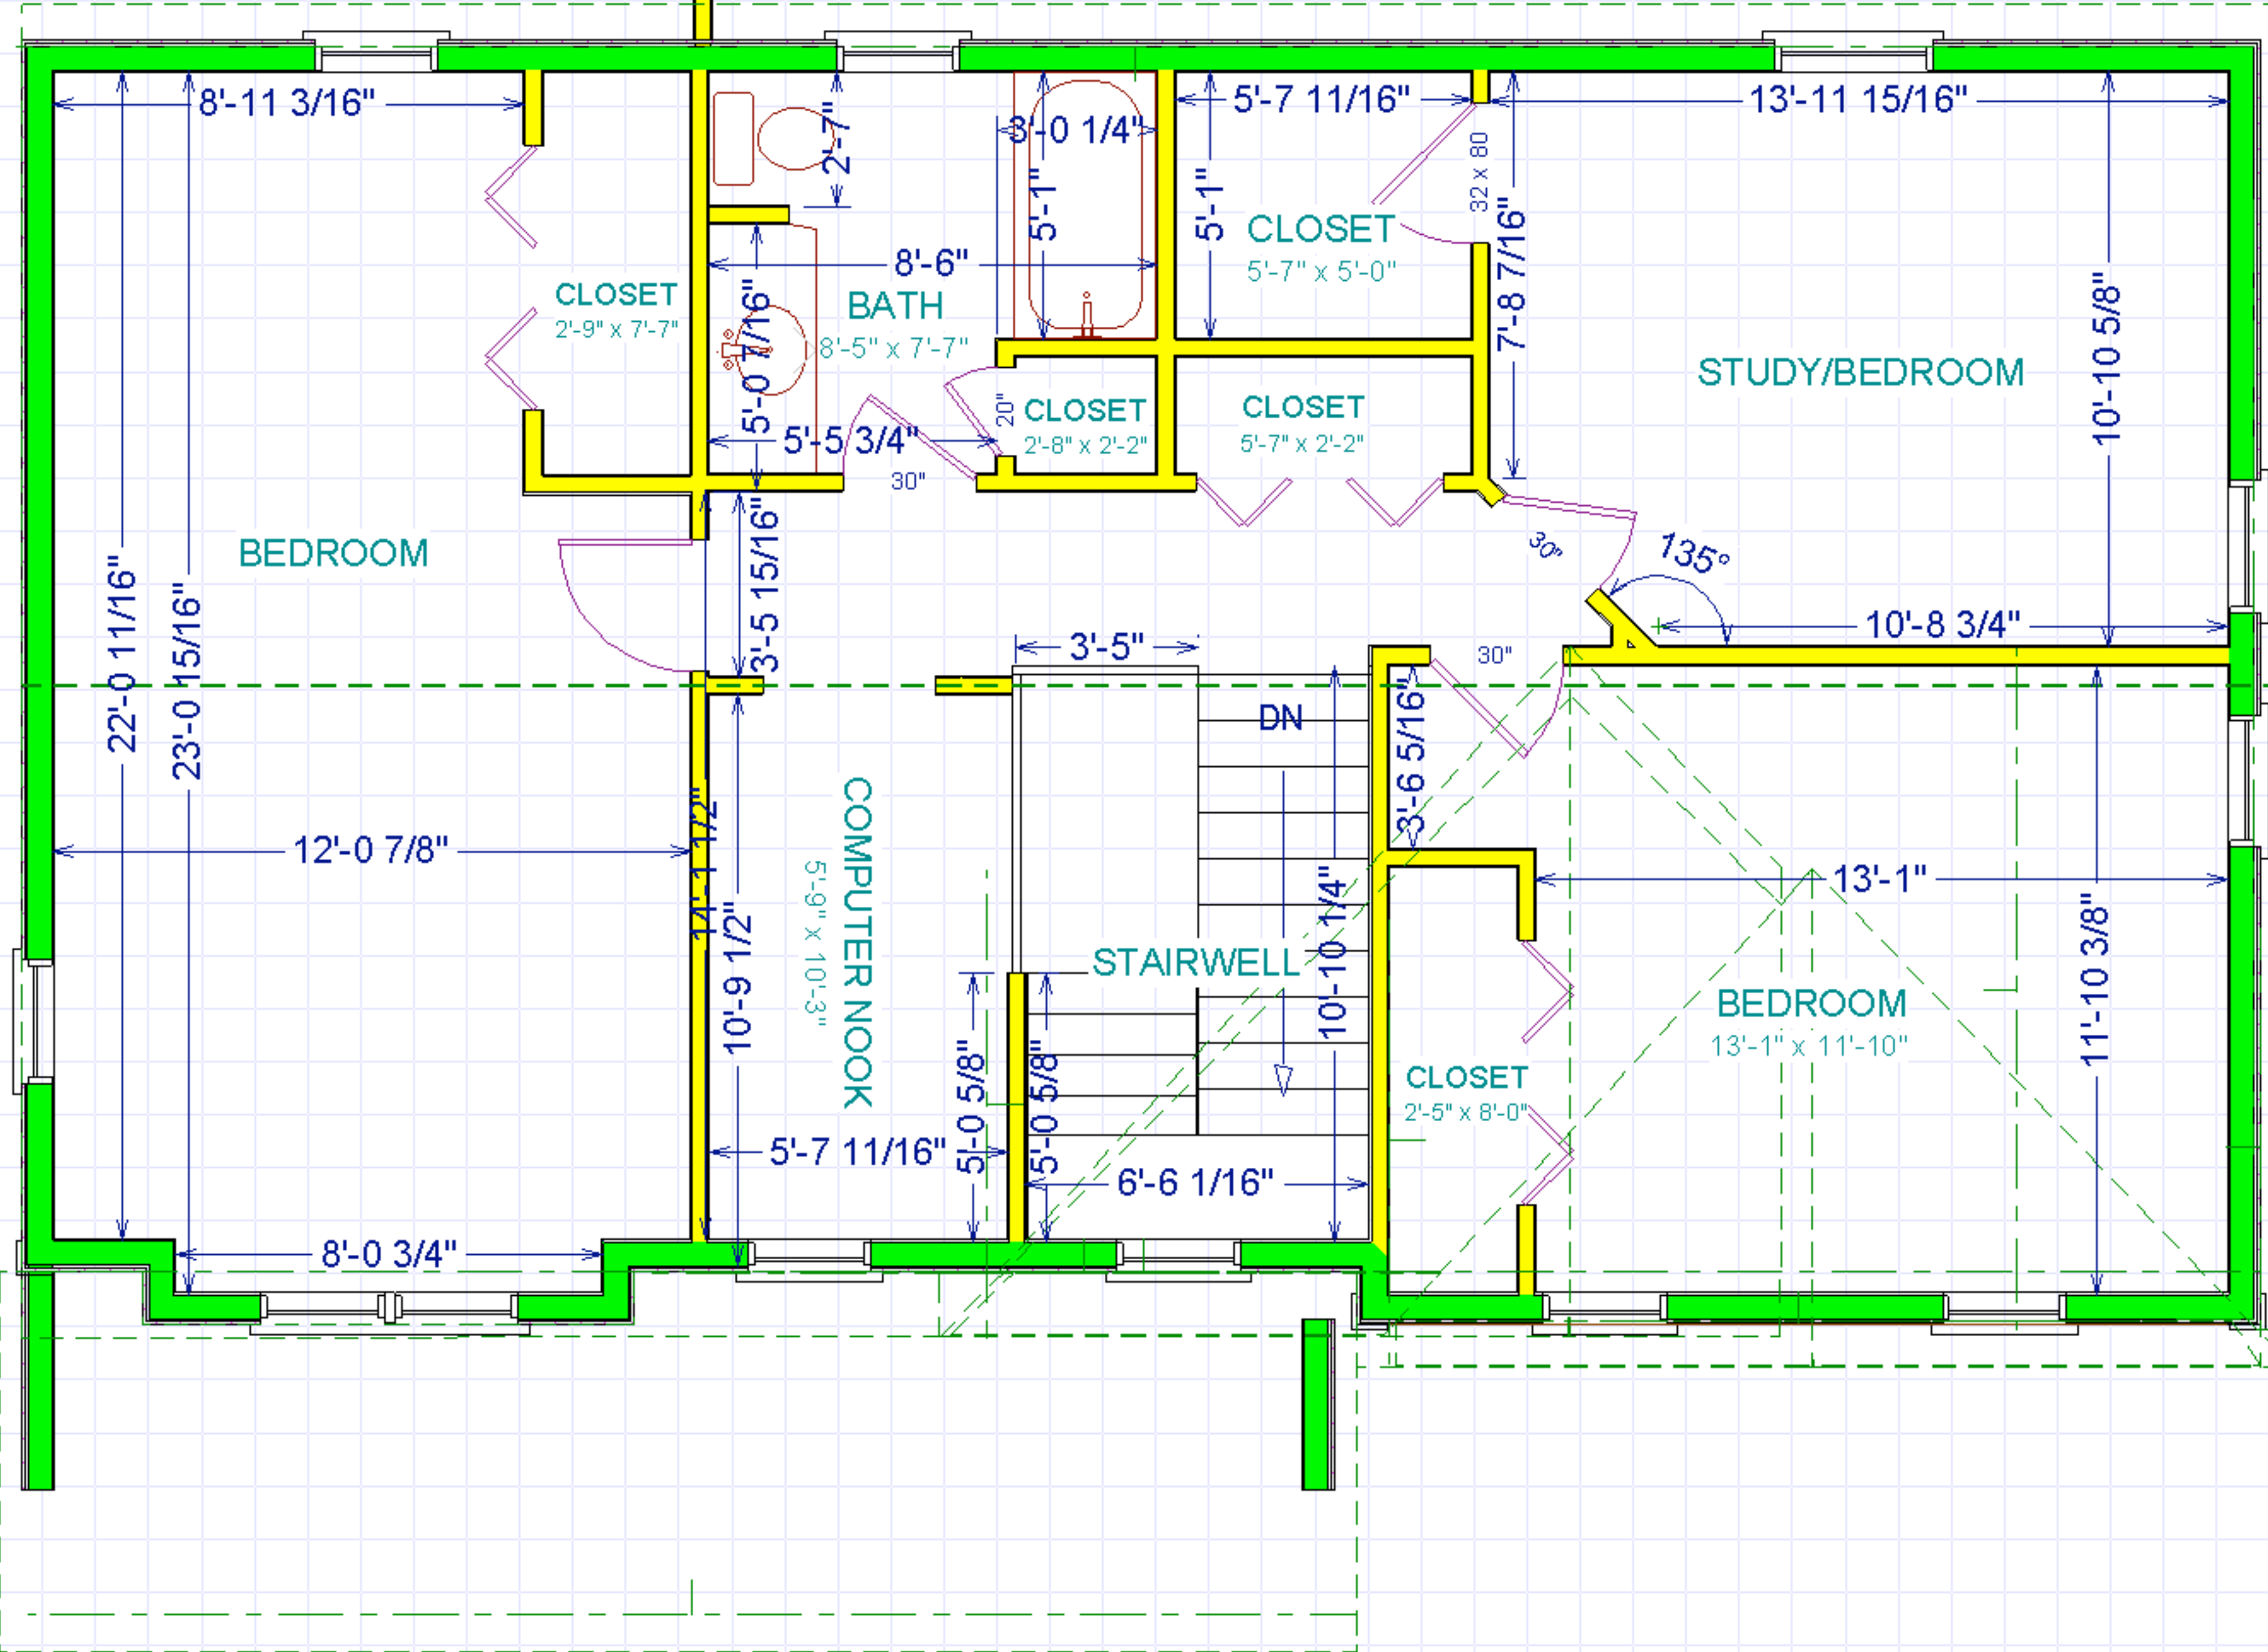 8'-11 3/16"
2'-7"
3'-0 1/4"
5'-7 11/16"
13'-11 15/16"
32 x 80
5'-1"
5'-1"
7'-8 7/16"
CLOSET
5'-7" x 5'-0"
8'-6"
CLOSET
2'-9" x 7'-7"
BATH
8'-5" x 7'-7"
5'-0 7/16"
10'-10 5/8"
STUDY/BEDROOM
20"
CLOSET
2'-8" x 2'-2"
CLOSET
5'-7" x 2'-2"
5'-5 3/4"
30"
BEDROOM
30"
135°
3'-5 15/16"
22'-0 11/16"
23'-0 15/16"
10'-8 3/4"
3'-5"
30"
DN
3'-6 5/16"
12'-0 7/8"
14'-1 1/2"
COMPUTER NOOK
5'-9" x 10'-3"
10'-9 1/2"
13'-1"
STAIRWELL
10'-10 1/4"
BEDROOM
13'-1" x 11'-10"
11'-10 3/8"
CLOSET
2'-5" x 8'-0"
5'-0 5/8"
5'-0 5/8"
5'-7 11/16"
6'-6 1/16"
8'-0 3/4"